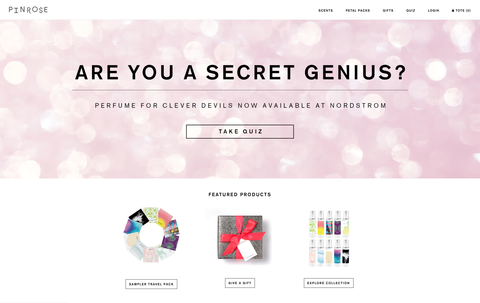 PINROSE
SCENTS PETAL PACKS GIFTS QUIZ LOGIN TOTE (0)
ARE YOU A SECRET GENIUS?
PERFUME FOR CLEVER DEVILS NOW AVAILABLE AT NORDSTROM
TAKE QUIZ
FEATURED PRODUCTS
SAMPLER TRAVEL PACK GIVE A GIFT EXPLORE COLLECTION